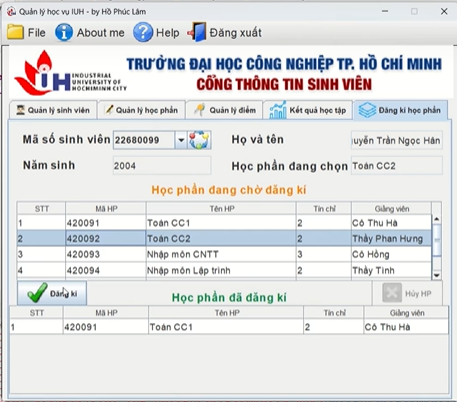 Quản lý học vụ IUH - by Hồ Phúc Lâm
File About me Help Đăng xuất
IUH INDUSTRIAL UNIVERSITY OF HOCHIMINH CITY
TRƯỜNG ĐẠI HỌC CÔNG NGHIỆP TP. HỒ CHÍ MINH
CỔNG THÔNG TIN SINH VIÊN
Quản lý sinh viên Quản lý học phần Quản lý điểm Kết quả học tập Đăng kí học phần
Mã số sinh viên 22680099 Họ và tên uyễn Trần Ngọc Hân
Năm sinh 2004 Học phần đang chọn Toán CC2
Học phần đang chờ đăng kí
STT Mã HP Tên HP Tín chỉ Giảng viên
1 420091 Toán CC1 2 Cô Thu Hà
2 420092 Toán CC2 2 Thầy Phan Hưng
3 420093 Nhập môn CNTT 3 Cô Hồng
4 420094 Nhập môn Lập trình 2 Thầy Tình
Đăng kí Học phần đã đăng kí Hủy HP
STT Mã HP Tên HP Tín chỉ Giảng viên
1 420091 Toán CC1 2 Cô Thu Hà